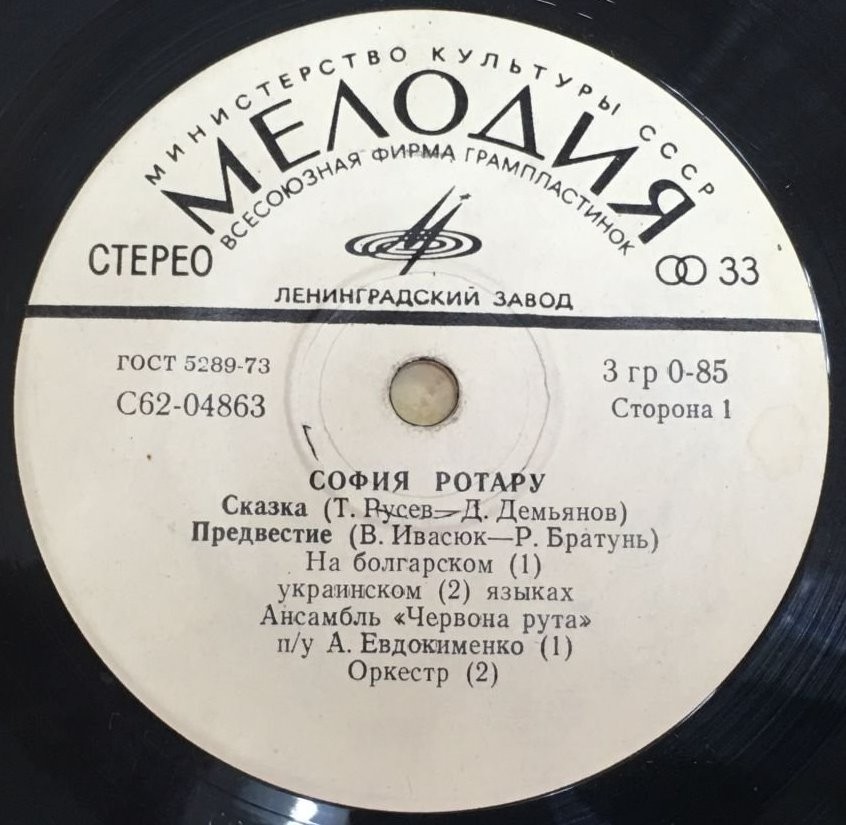 МИНИСТЕРСТВО КУЛЬТУРЫ СССР
МЕЛОДИЯ
ВСЕСОЮЗНАЯ ФИРМА ГРАМПЛАСТИНОК
СТЕРЕО
33
ЛЕНИНГРАДСКИЙ ЗАВОД
ГОСТ 5289-73
3 гр 0-85
С62-04863
Сторона 1
СОФИЯ РОТАРУ
Сказка (Т. Русев—Д. Демьянов)
Предвестие (В. Ивасюк—Р. Братунь)
На болгарском (1)
украинском (2) языках
Ансамбль «Червона рута»
п/у А. Евдокименко (1)
Оркестр (2)